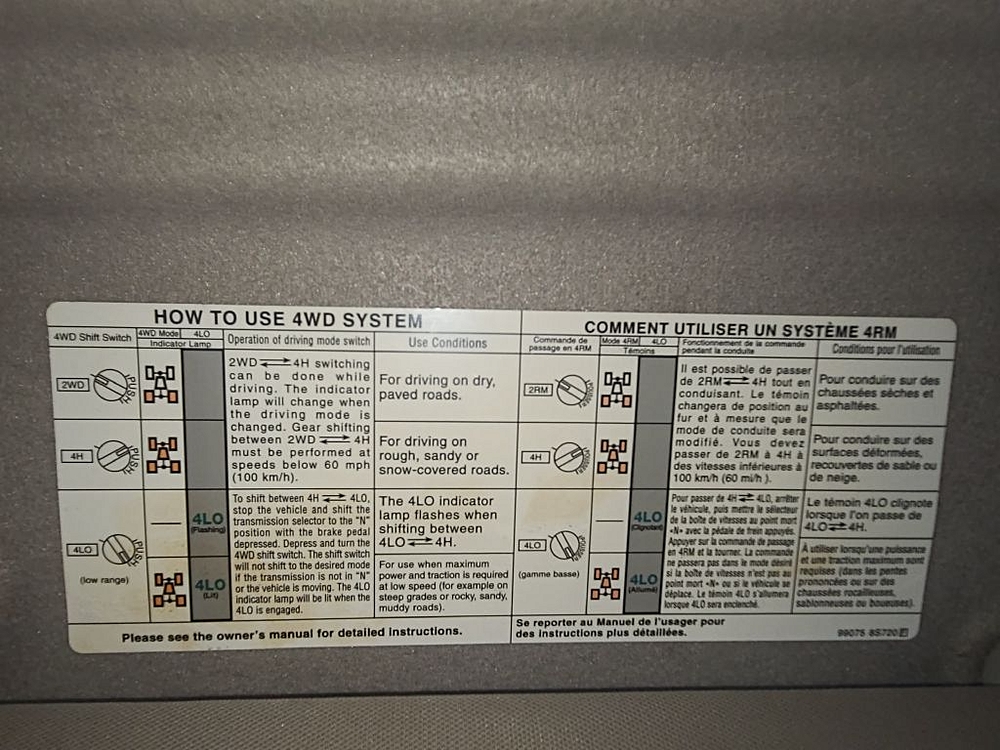 HOW TO USE 4WD SYSTEM
4WD Shift Switch
4WD Mode
4LO
Indicator Lamp
Operation of driving mode switch
Use Conditions
2WD
PUSH
2WD ⇄ 4H switching
can be done while
driving. The indicator
lamp will change when
the driving mode is
changed. Gear shifting
between 2WD ⇄ 4H
must be performed at
speeds below 60 mph
(100 km/h).
For driving on dry,
paved roads.
4H
PUSH
For driving on
rough, sandy or
snow-covered roads.
4LO
PUSH
(low range)
4LO
(Flashing)
4LO
(Lit)
To shift between 4H ⇄ 4LO,
stop the vehicle and shift the
transmission selector to the "N"
position with the brake pedal
depressed. Depress and turn the
4WD shift switch. The shift switch
will not shift to the desired mode
if the transmission is not in "N"
or the vehicle is moving. The 4LO
indicator lamp will be lit when the
4LO is engaged.
The 4LO indicator
lamp flashes when
shifting between
4LO ⇄ 4H.
For use when maximum
power and traction is required
at low speed (for example on
steep grades or rocky, sandy,
muddy roads).
Please see the owner's manual for detailed instructions.
COMMENT UTILISER UN SYSTÈME 4RM
Commande de
passage en 4RM
Mode 4RM
4LO
Témoins
Fonctionnement de la commande
pendant la conduite
Conditions pour l'utilisation
2RM
Il est possible de passer
de 2RM ⇄ 4H tout en
conduisant. Le témoin
changera de position au
fur et à mesure que le
mode de conduite sera
modifié. Vous devez
passer de 2RM à 4H à
des vitesses inférieures à
100 km/h (60 mi/h ).
Pour conduire sur des
chaussées sèches et
asphaltées.
4H
Pour conduire sur des
surfaces déformées,
recouvertes de sable ou
de neige.
4LO
(gamme basse)
4LO
(Clignotant)
4LO
(Allumé)
Pour passer de 4H ⇄ 4LO, arrêter
le véhicule, puis mettre le sélecteur
de la boîte de vitesses au point mort
«N» avec la pédale de frein appuyée.
Appuyer sur la commande de passage
en 4RM et la tourner. La commande
ne passera pas dans le mode désiré
si la boîte de vitesses n'est pas au
point mort «N» ou si le véhicule se
déplace. Le témoin 4LO s'allumera
lorsque 4LO sera enclenché.
Le témoin 4LO clignote
lorsque l'on passe de
4LO ⇄ 4H.
À utiliser lorsqu'une puissance
et une traction maximum sont
requises (dans les pentes
prononcées ou sur des
chaussées rocailleuses,
sablonneuses ou boueuses).
Se reporter au Manuel de l'usager pour
des instructions plus détaillées.
99075 8S720